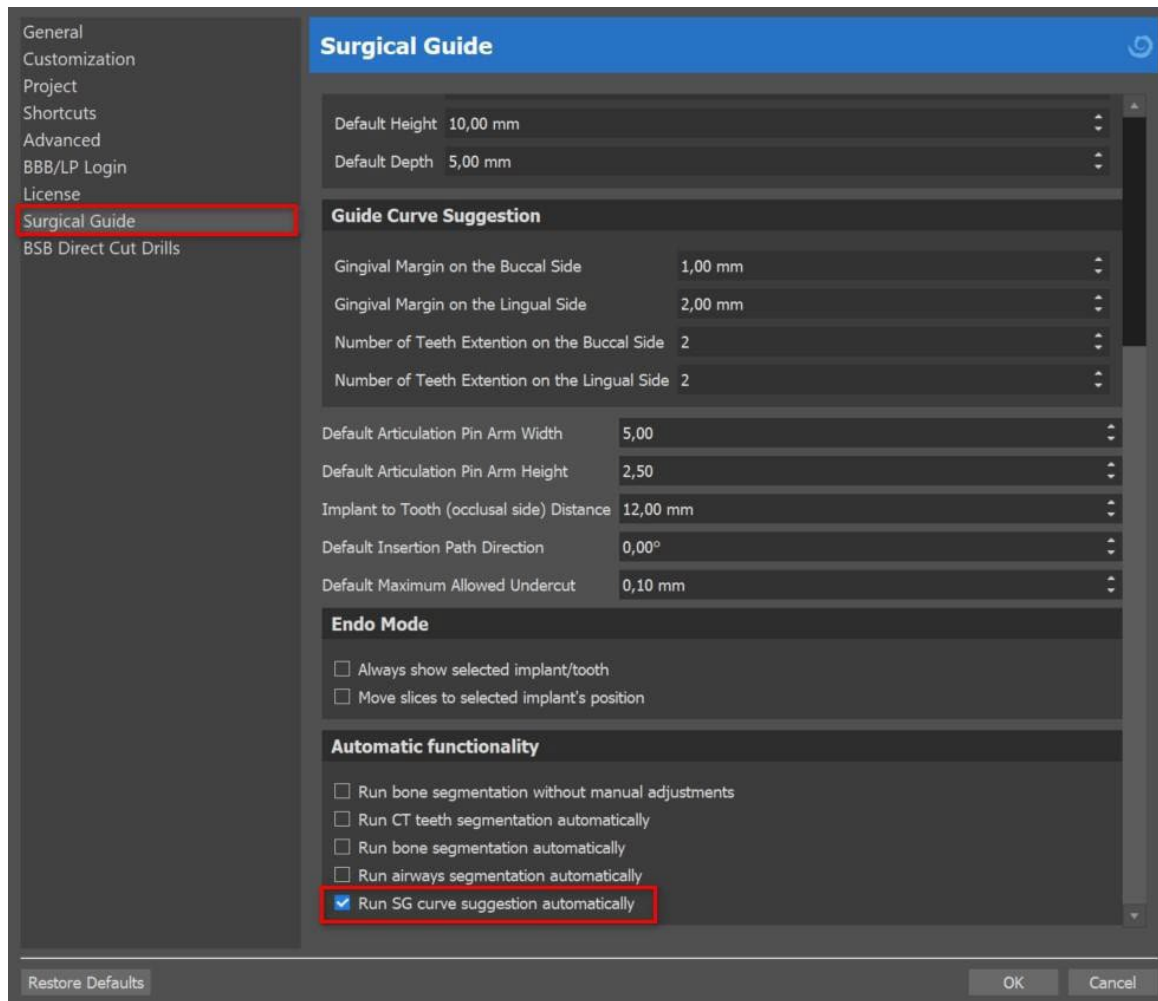 General
Customization
Project
Shortcuts
Advanced
BBB/LP Login
License
Surgical Guide
BSB Direct Cut Drills
Surgical Guide
Default Height 10,00 mm
Default Depth 5,00 mm
Guide Curve Suggestion
Gingival Margin on the Buccal Side 1,00 mm
Gingival Margin on the Lingual Side 2,00 mm
Number of Teeth Extention on the Buccal Side 2
Number of Teeth Extention on the Lingual Side 2
Default Articulation Pin Arm Width 5,00
Default Articulation Pin Arm Height 2,50
Implant to Tooth (occlusal side) Distance 12,00 mm
Default Insertion Path Direction 0,00°
Default Maximum Allowed Undercut 0,10 mm
Endo Mode
Always show selected implant/tooth
Move slices to selected implant's position
Automatic functionality
Run bone segmentation without manual adjustments
Run CT teeth segmentation automatically
Run bone segmentation automatically
Run airways segmentation automatically
Run SG curve suggestion automatically
Restore Defaults OK Cancel